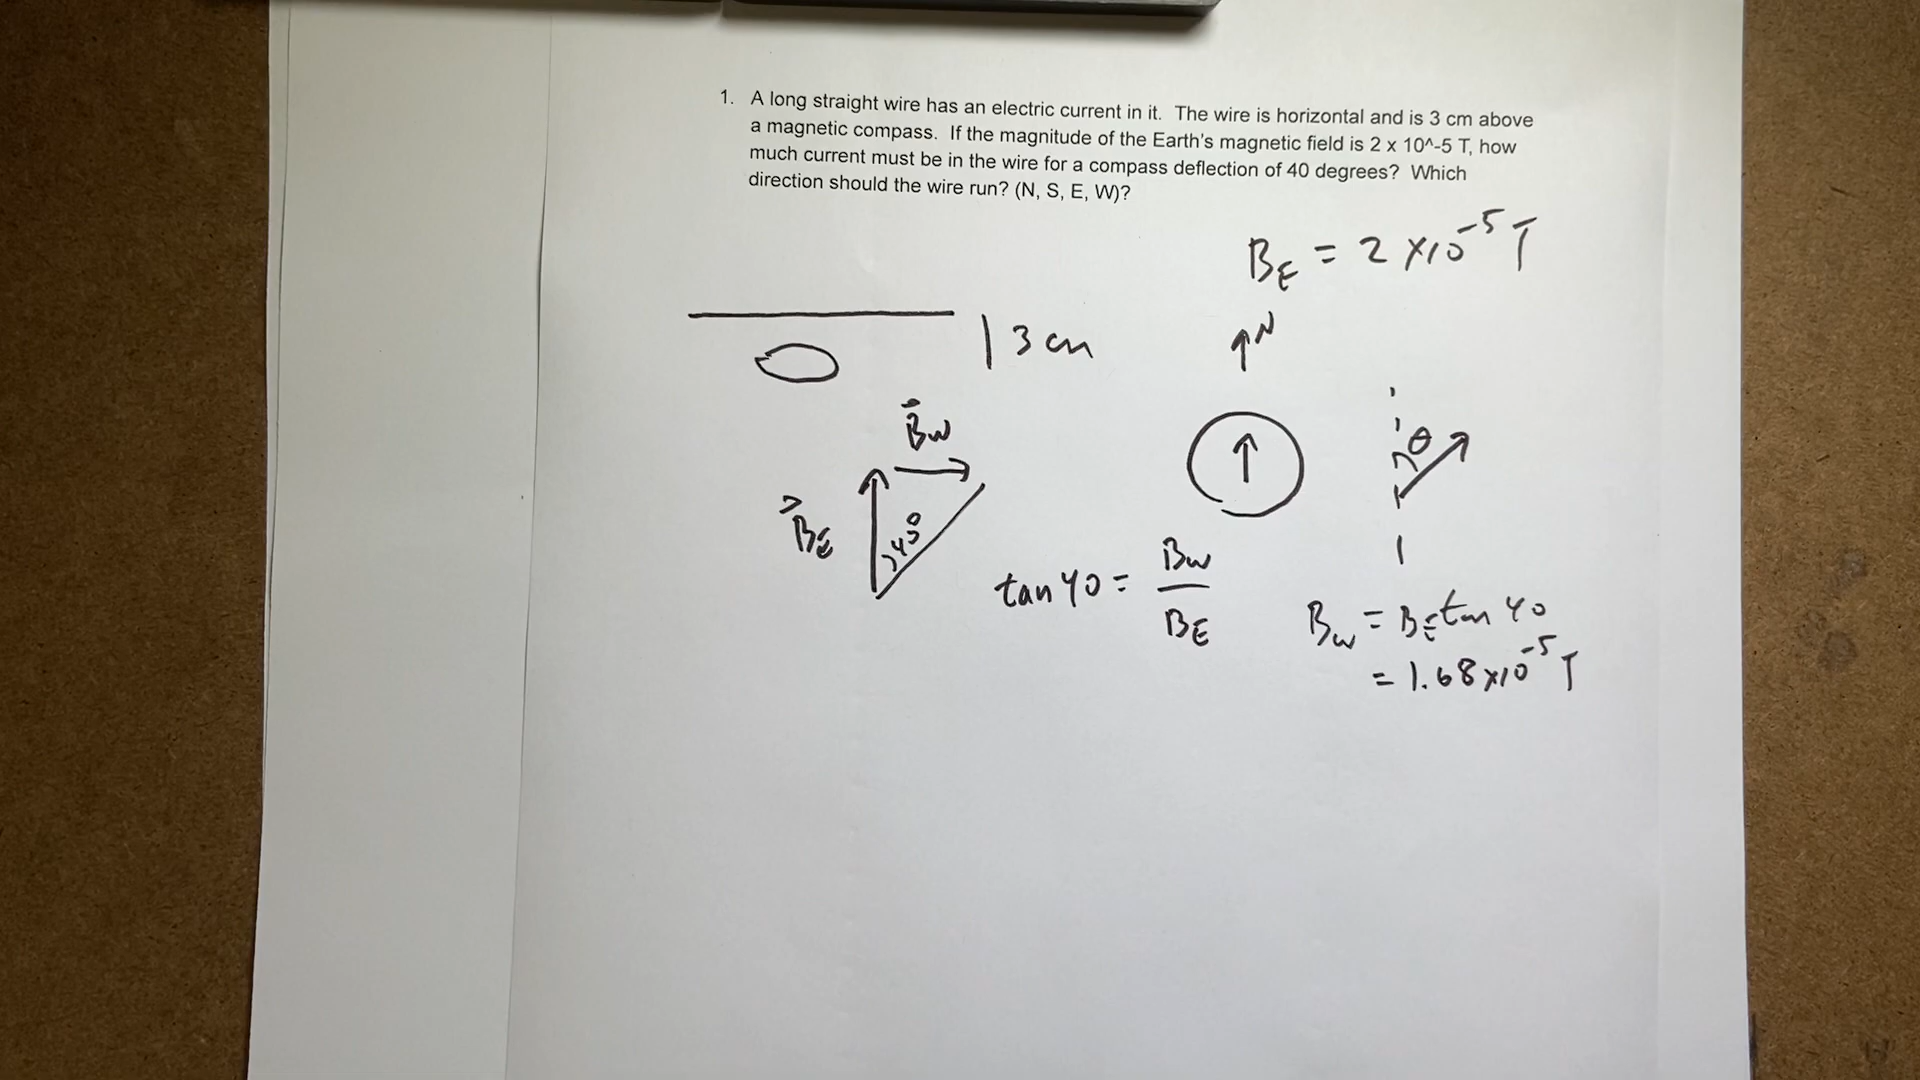 1. A long straight wire has an electric current in it. The wire is horizontal and is 3 cm above
a magnetic compass. If the magnitude of the Earth's magnetic field is 2 x 10^-5 T, how
much current must be in the wire for a compass deflection of 40 degrees? Which
direction should the wire run? (N, S, E, W)?
B_E = 2 x 10^-5 T
3 cm
N
B_w
θ
B_E
tan 40 = B_w / B_E
B_w = B_E tan 40
= 1.68 x 10^-5 T